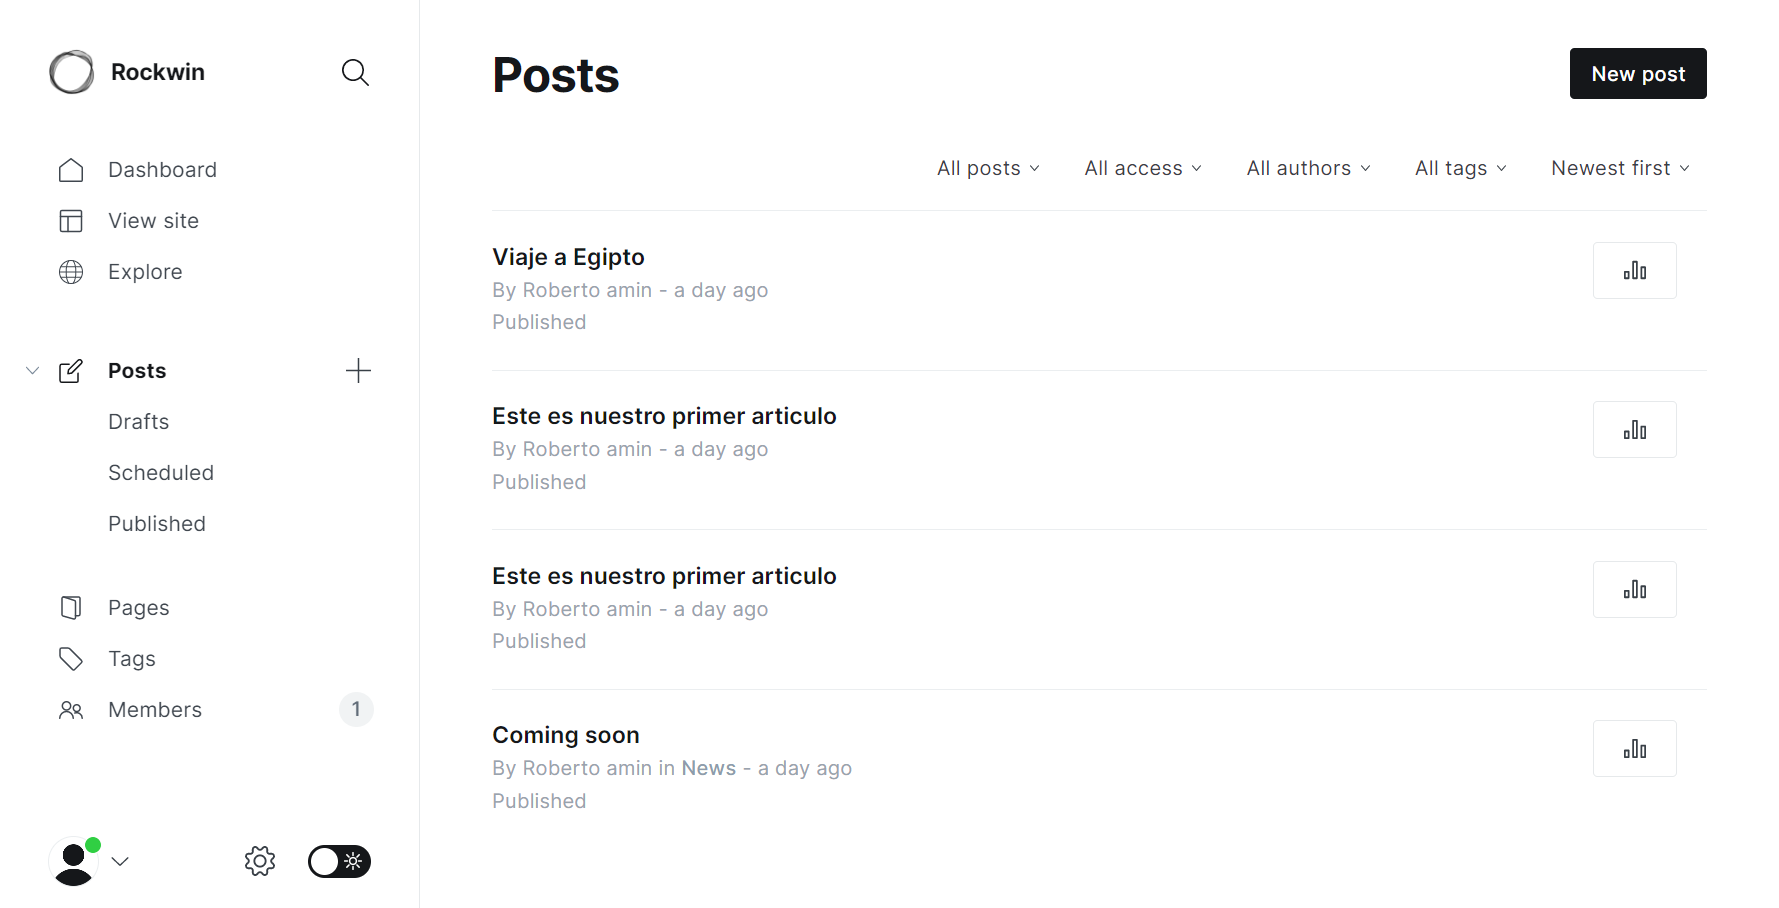 Rockwin
Dashboard
View site
Explore
Posts
Drafts
Scheduled
Published
Pages
Tags
Members 1
Posts
New post
All posts All access All authors All tags Newest first
Viaje a Egipto
By Roberto amin - a day ago
Published
Este es nuestro primer articulo
By Roberto amin - a day ago
Published
Este es nuestro primer articulo
By Roberto amin - a day ago
Published
Coming soon
By Roberto amin in News - a day ago
Published